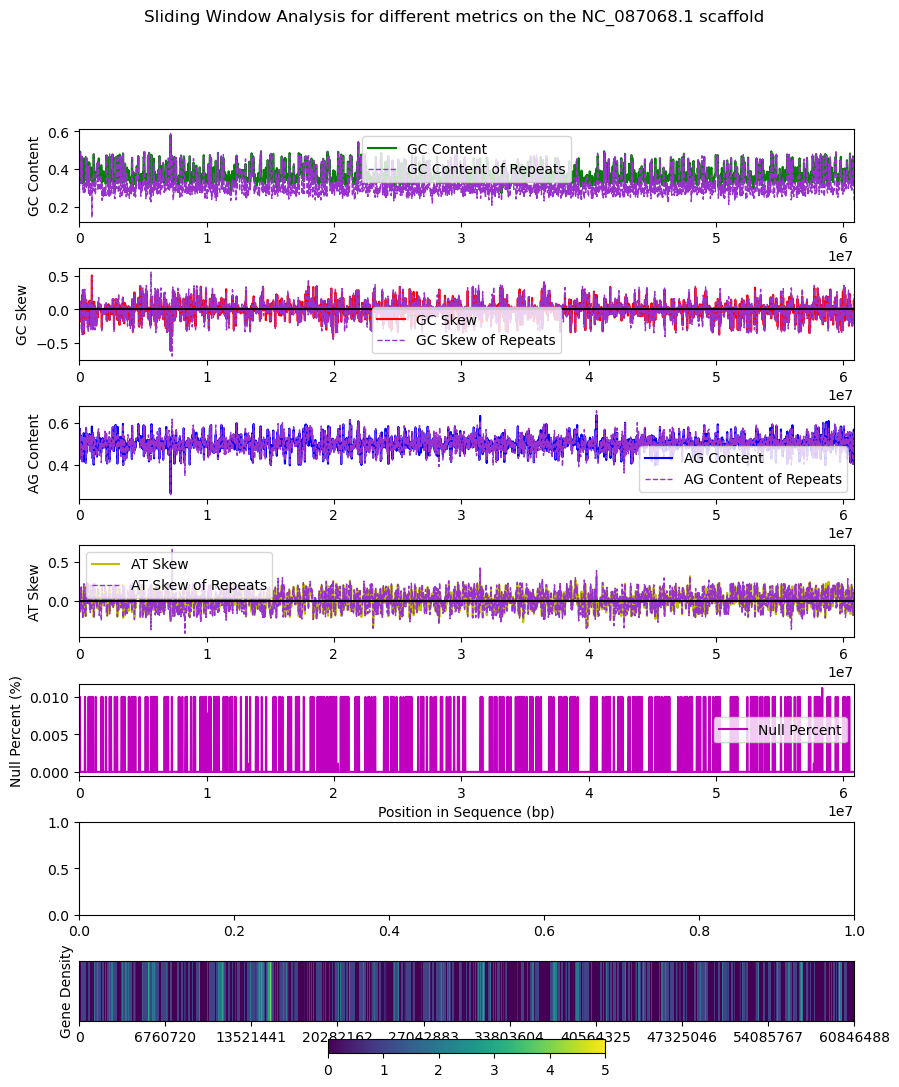 Sliding Window Analysis for different metrics on the NC_087068.1 scaffold
0.6
0.4
0.2
GC Content
GC Content
GC Content of Repeats
0 1 2 3 4 5 6
1e7
0.5
0.0
−0.5
GC Skew
GC Skew
GC Skew of Repeats
0 1 2 3 4 5 6
1e7
0.6
0.4
AG Content
AG Content
AG Content of Repeats
0 1 2 3 4 5 6
1e7
0.5
0.0
AT Skew
AT Skew
AT Skew of Repeats
0 1 2 3 4 5 6
1e7
0.010
0.005
0.000
Null Percent (%)
Null Percent
0 1 2 3 4 5 6
Position in Sequence (bp)
1e7
1.0
0.5
0.0
0.0 0.2 0.4 0.6 0.8 1.0
Gene Density
0 6760720 13521441 20282162 27042883 33803604 40564325 47325046 54085767 60846488
0 1 2 3 4 5